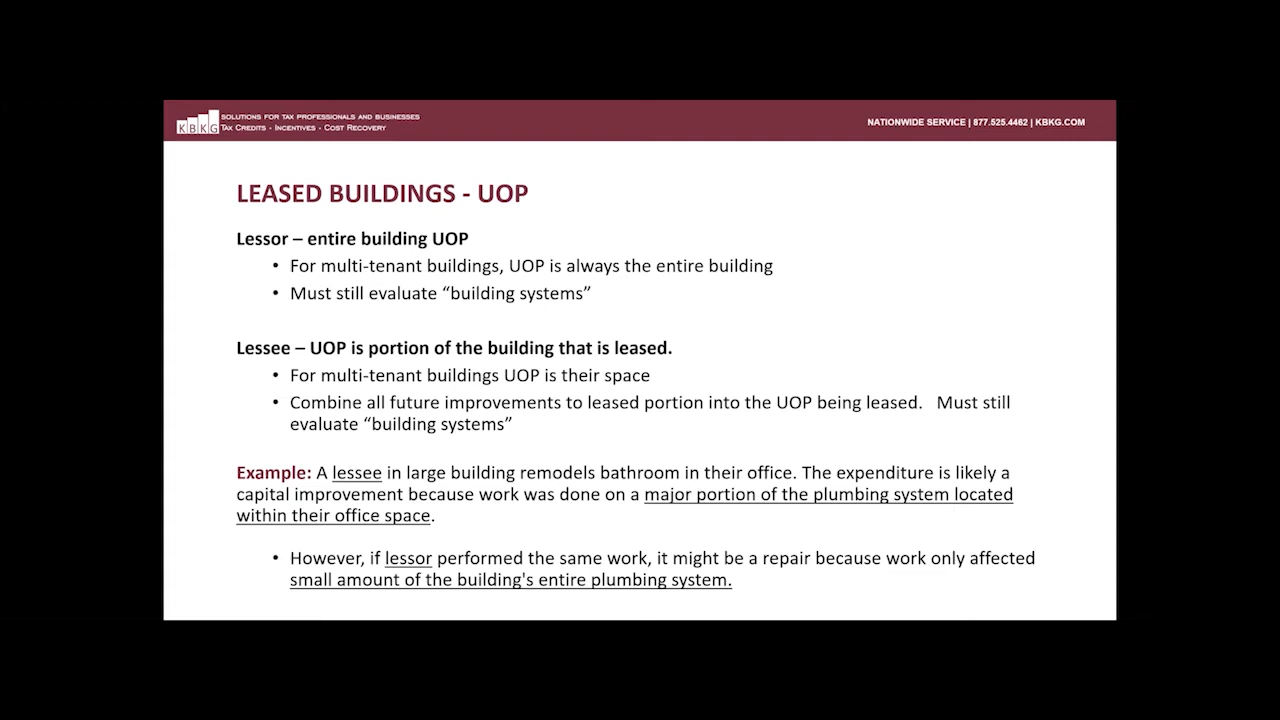 KBKG
SOLUTIONS FOR TAX PROFESSIONALS AND BUSINESSES
TAX CREDITS - INCENTIVES - COST RECOVERY
NATIONWIDE SERVICE | 877.525.4462 | KBKG.COM
LEASED BUILDINGS - UOP
Lessor – entire building UOP
• For multi-tenant buildings, UOP is always the entire building
• Must still evaluate “building systems”
Lessee – UOP is portion of the building that is leased.
• For multi-tenant buildings UOP is their space
• Combine all future improvements to leased portion into the UOP being leased. Must still
evaluate “building systems”
Example: A lessee in large building remodels bathroom in their office. The expenditure is likely a
capital improvement because work was done on a major portion of the plumbing system located
within their office space.
• However, if lessor performed the same work, it might be a repair because work only affected
small amount of the building's entire plumbing system.